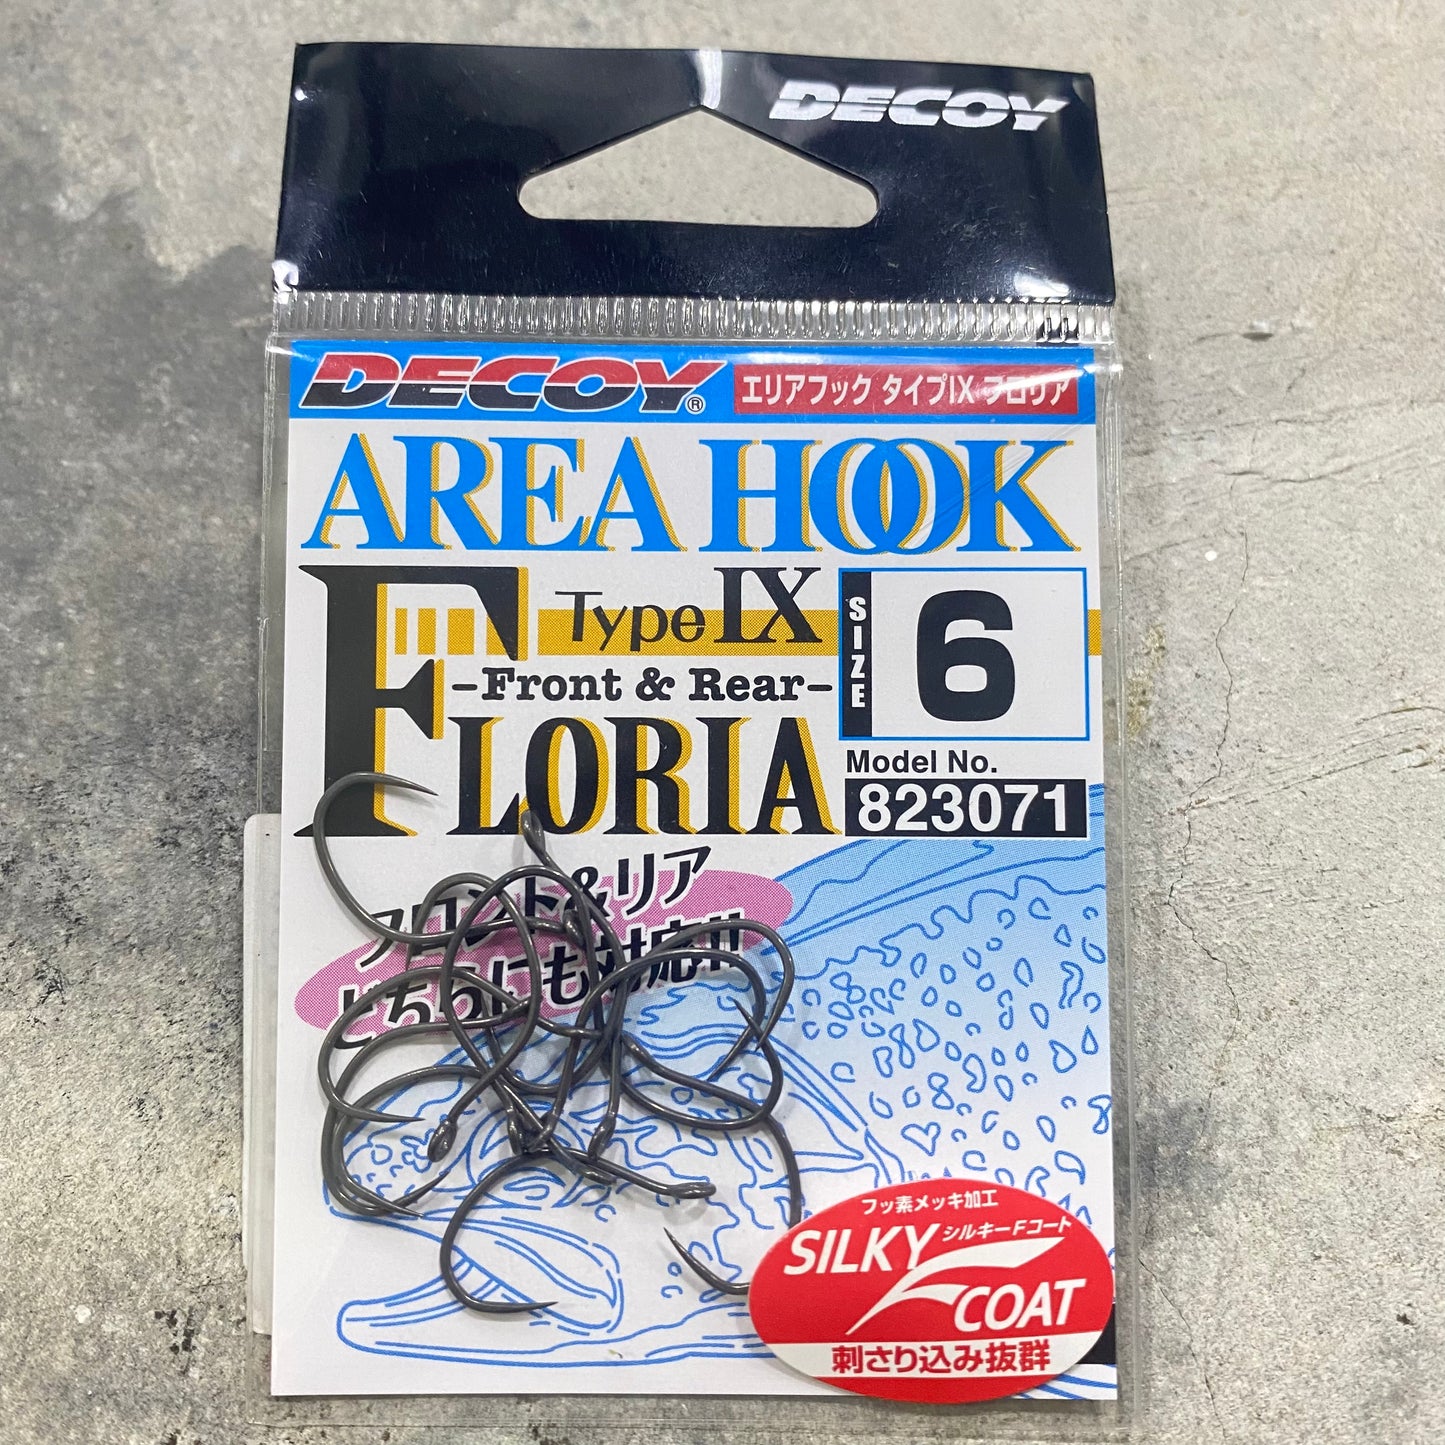 DECOY
DECOY®
エリアフック タイプIX フロリア
AREA HOOK
Type IX
SIZE
6
-Front & Rear-
FLORIA
Model No.
823071
フロント&リア
どちらにも対応!!
フッ素メッキ加工
SILKY シルキーFコート
F COAT
刺さり込み抜群